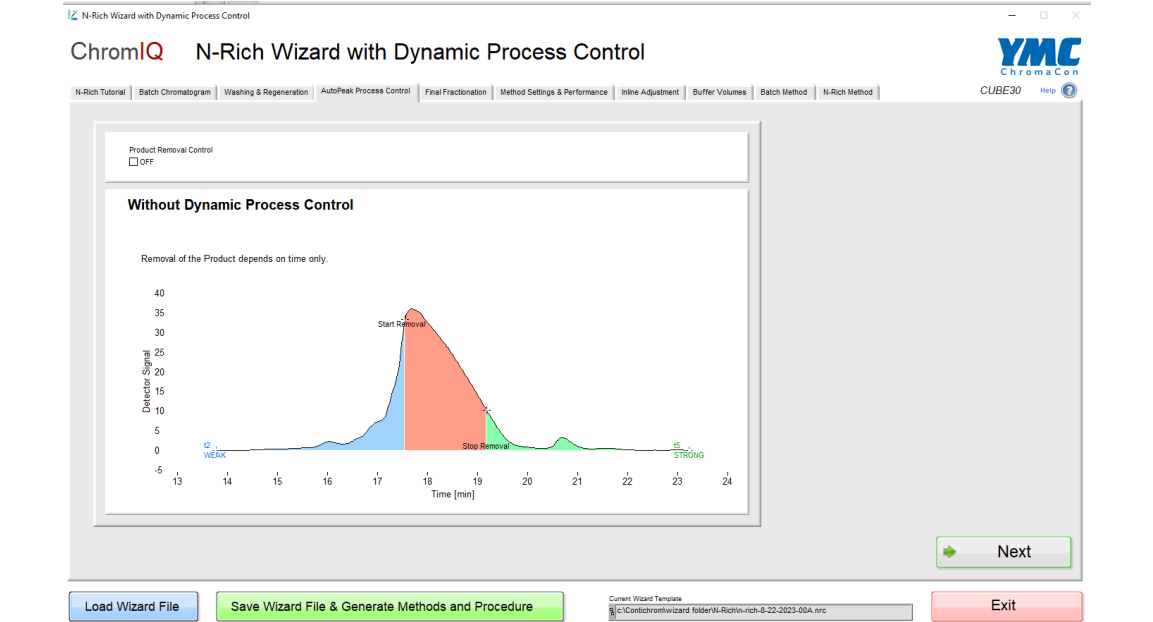 N-Rich Wizard with Dynamic Process Control
ChromIQ N-Rich Wizard with Dynamic Process Control
YMC
ChromaCon
N-Rich Tutorial Batch Chromatogram Washing & Regeneration AutoPeak Process Control Final Fractionation Method Settings & Performance Inline Adjustment Buffer Volumes Batch Method N-Rich Method
CUBE30 Help ?
Product Removal Control
OFF
Without Dynamic Process Control
Removal of the Product depends on time only.
40
35
Start Removal
30
25
20
15
10
5
0
-5
Detector Signal
Stop Removal
t2
WEAK
t5
STRONG
13 14 15 16 17 18 19 20 21 22 23 24
Time [min]
Next
Load Wizard File
Save Wizard File & Generate Methods and Procedure
Current Wizard Template
c:\Contichrom\wizard folder\N-Rich\n-rich-8-22-2023-00A.nrc
Exit